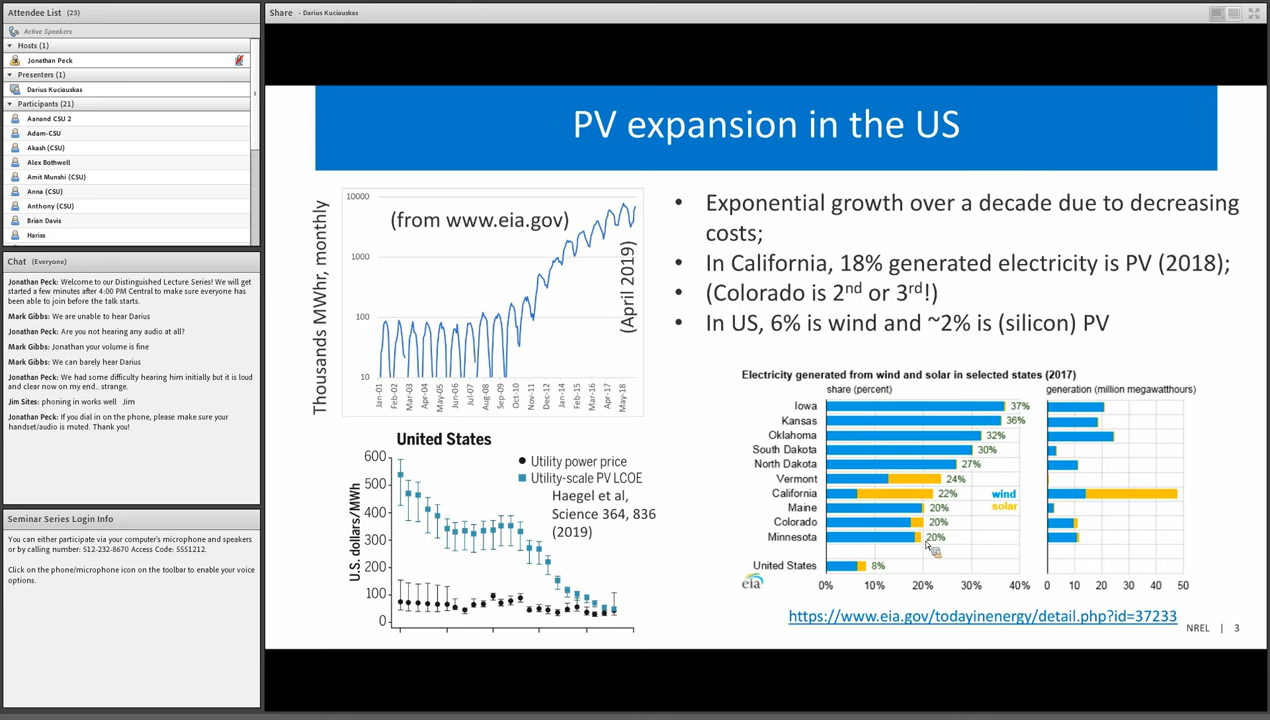 Attendee List (23)
Active Speakers
Hosts (1)
Jonathan Peck
Presenters (1)
Darius Kuciauskas
Participants (21)
Aanand CSU 2
Adam-CSU
Akash (CSU)
Alex Bothwell
Amit Munshi (CSU)
Anna (CSU)
Anthony (CSU)
Brian Davis
Hariss
Chat (Everyone)
Jonathan Peck: Welcome to our Distinguished Lecture Series! We will get
started a few minutes after 4:00 PM Central to make sure everyone has
been able to join before the talk starts.
Mark Gibbs: We are unable to hear Darius
Jonathan Peck: Are you not hearing any audio at all?
Mark Gibbs: Jonathan your volume is fine
Mark Gibbs: We can barely hear Darius
Jonathan Peck: We had some difficulty hearing him initially but it is loud
and clear now on my end.. strange.
Jim Sites: phoning in works well   Jim
Jonathan Peck: If you dial in on the phone, please make sure your
handset/audio is muted. Thank you!
Seminar Series Login Info
You can either participate via your computer's microphone and speakers
or by calling number: 512-232-8670 Access Code: 5551212.
Click on the phone/microphone icon on the toolbar to enable your voice
options.
Share - Darius Kuciauskas
PV expansion in the US
Thousands MWhr, monthly
10000
1000
100
10
(from www.eia.gov)
(April 2019)
Jan-01
Feb-02
Mar-03
Apr-04
May-05
Jun-06
Jul-07
Aug-08
Sep-09
Oct-10
Nov-11
Dec-12
Jan-14
Feb-15
Mar-16
Apr-17
May-18
• Exponential growth over a decade due to decreasing
costs;
• In California, 18% generated electricity is PV (2018);
• (Colorado is 2nd or 3rd!)
• In US, 6% is wind and ~2% is (silicon) PV
United States
U.S. dollars/MWh
600
500
400
300
200
100
0
Utility power price
Utility-scale PV LCOE
Haegel et al,
Science 364, 836
(2019)
Electricity generated from wind and solar in selected states (2017)
share (percent)
generation (million megawatthours)
Iowa 37%
Kansas 36%
Oklahoma 32%
South Dakota 30%
North Dakota 27%
Vermont 24%
California 22%
Maine 20%
Colorado 20%
Minnesota 20%
United States 8%
wind
solar
0% 10% 20% 30% 40%
0 10 20 30 40 50
eia
https://www.eia.gov/todayinenergy/detail.php?id=37233
NREL | 3